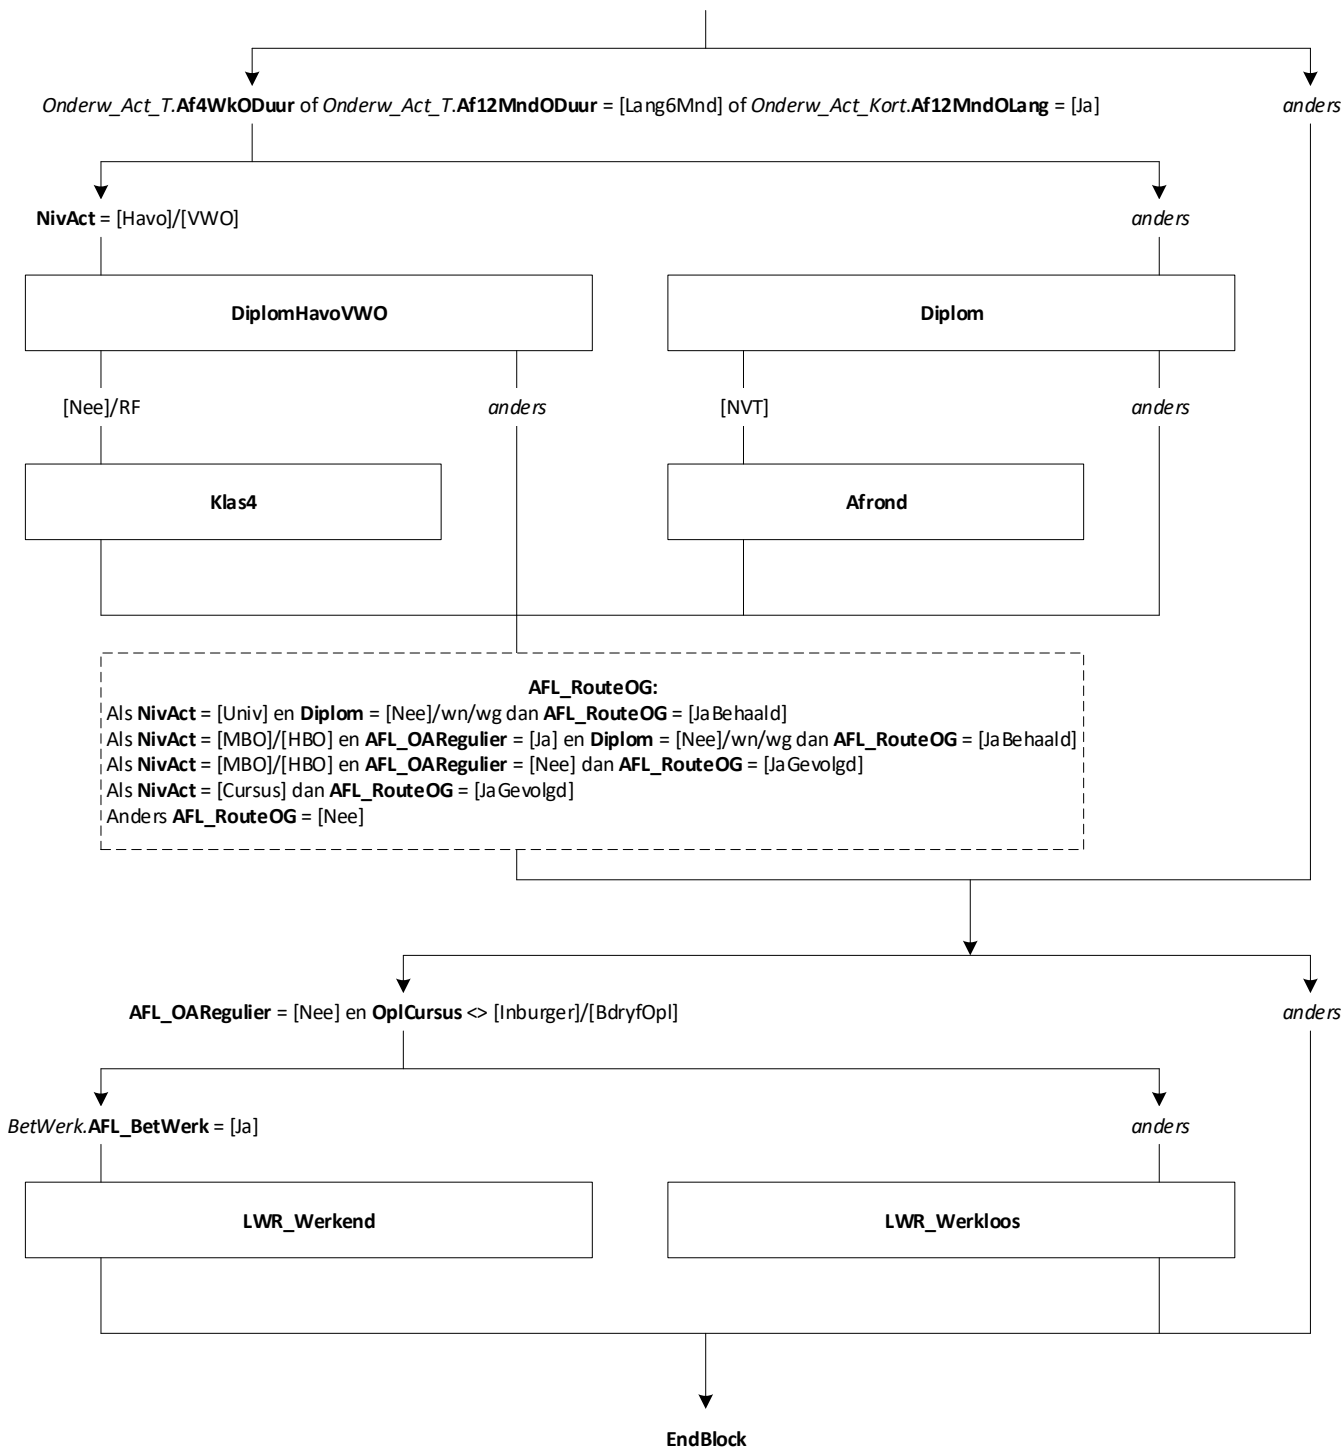 Onderw_Act_T.Af4WkODuur of Onderw_Act_T.Af12MndODuur = [Lang6Mnd] of Onderw_Act_Kort.Af12MndOLang = [Ja]
anders
NivAct = [Havo]/[VWO]
anders
DiplomHavoVWO
Diplom
[Nee]/RF
anders
[NVT]
anders
Klas4
Afrond
AFL_RouteOG:
Als NivAct = [Univ] en Diplom = [Nee]/wn/wg dan AFL_RouteOG = [JaBehaald]
Als NivAct = [MBO]/[HBO] en AFL_OARegulier = [Ja] en Diplom = [Nee]/wn/wg dan AFL_RouteOG = [JaBehaald]
Als NivAct = [MBO]/[HBO] en AFL_OARegulier = [Nee] dan AFL_RouteOG = [JaGevolgd]
Als NivAct = [Cursus] dan AFL_RouteOG = [JaGevolgd]
Anders AFL_RouteOG = [Nee]
AFL_OARegulier = [Nee] en OplCursus <> [Inburger]/[BdryfOpl]
anders
BetWerk.AFL_BetWerk = [Ja]
anders
LWR_Werkend
LWR_Werkloos
EndBlock